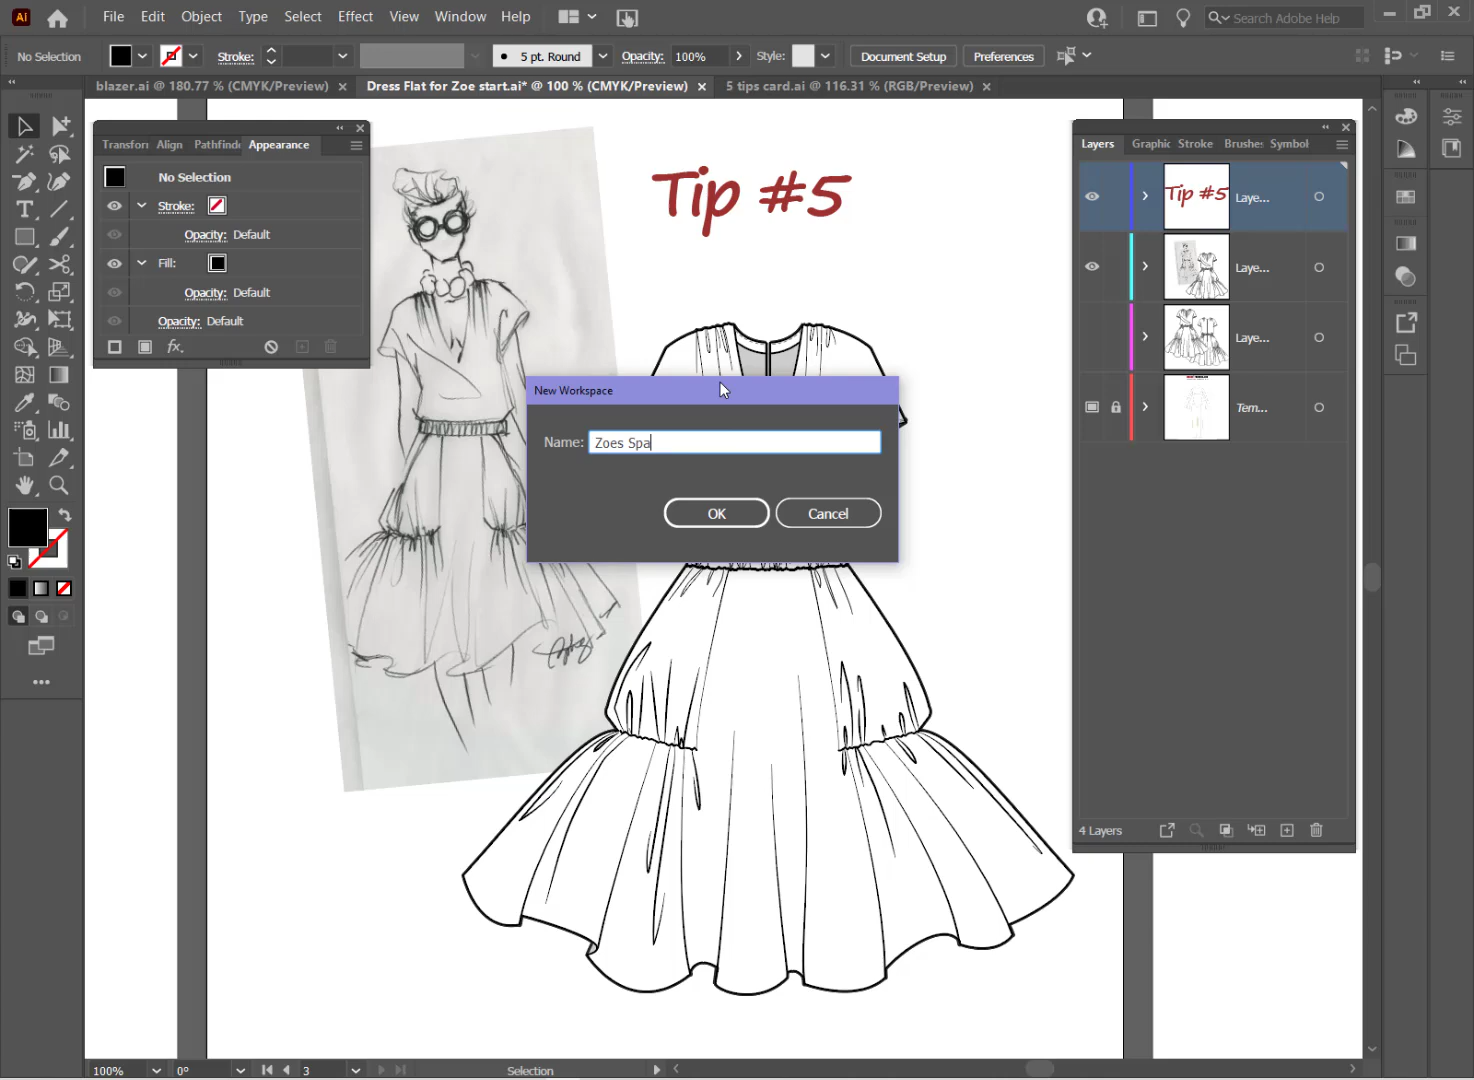 Ai File Edit Object Type Select Effect View Window Help Search Adobe Help
No Selection Stroke: 5 pt. Round Opacity: 100% Style: Document Setup Preferences
blazer.ai @ 180.77 % (CMYK/Preview) Dress Flat for Zoe start.ai* @ 100 % (CMYK/Preview) 5 tips card.ai @ 116.31 % (RGB/Preview)
Transforn Align Pathfinde Appearance
No Selection
Stroke:
Opacity: Default
Fill:
Opacity: Default
Opacity: Default
fx.
Tip #5
New Workspace
Name: Zoes Spa
OK Cancel
Layers Graphic Stroke Brushes Symbol
Tip #5 Laye...
Laye...
Laye...
Tem...
4 Layers
100% 0° 3 Selection